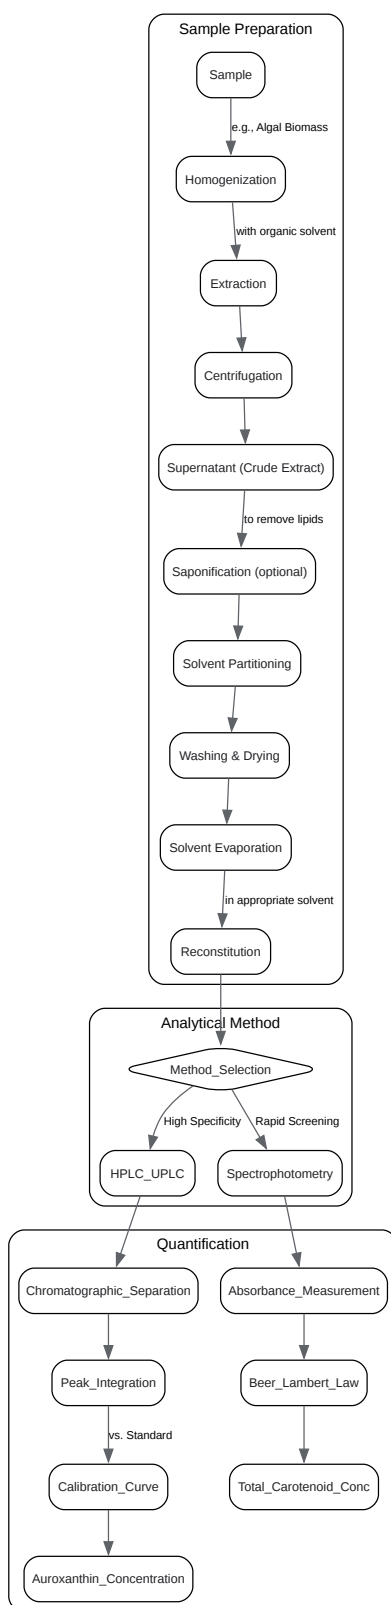 Sample Preparation
Sample
e.g., Algal Biomass
Homogenization
with organic solvent
Extraction
Centrifugation
Supernatant (Crude Extract)
to remove lipids
Saponification (optional)
Solvent Partitioning
Washing & Drying
Solvent Evaporation
in appropriate solvent
Reconstitution
Analytical Method
Method_Selection
High Specificity
Rapid Screening
HPLC_UPLC
Spectrophotometry
Quantification
Chromatographic_Separation
Absorbance_Measurement
Peak_Integration
Beer_Lambert_Law
vs. Standard
Calibration_Curve
Total_Carotenoid_Conc
Auroxanthin_Concentration